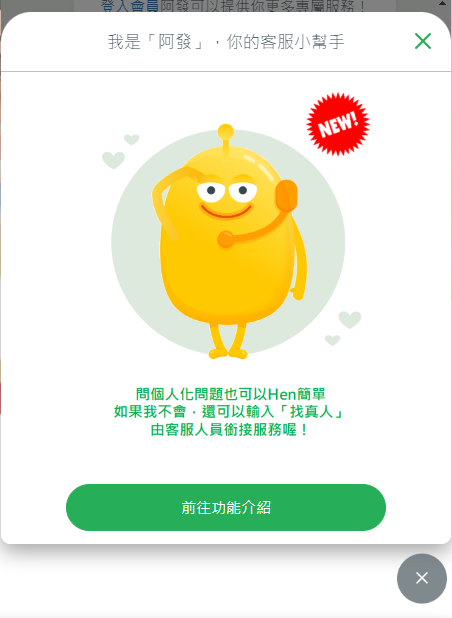 登入會員阿發可以提供你更多專屬服務！
我是「阿發」，你的客服小幫手
NEW!
問個人化問題也可以Hen簡單
如果我不會，還可以輸入「找真人」
由客服人員銜接服務喔！
前往功能介紹